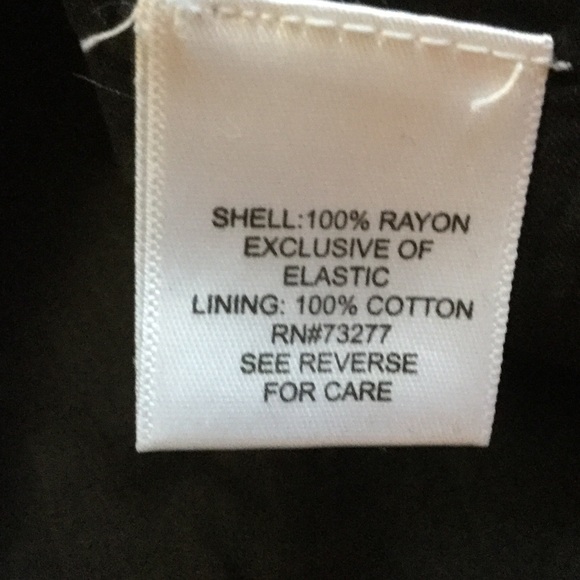 SHELL:100% RAYON
EXCLUSIVE OF
ELASTIC
LINING: 100% COTTON
RN#73277
SEE REVERSE
FOR CARE